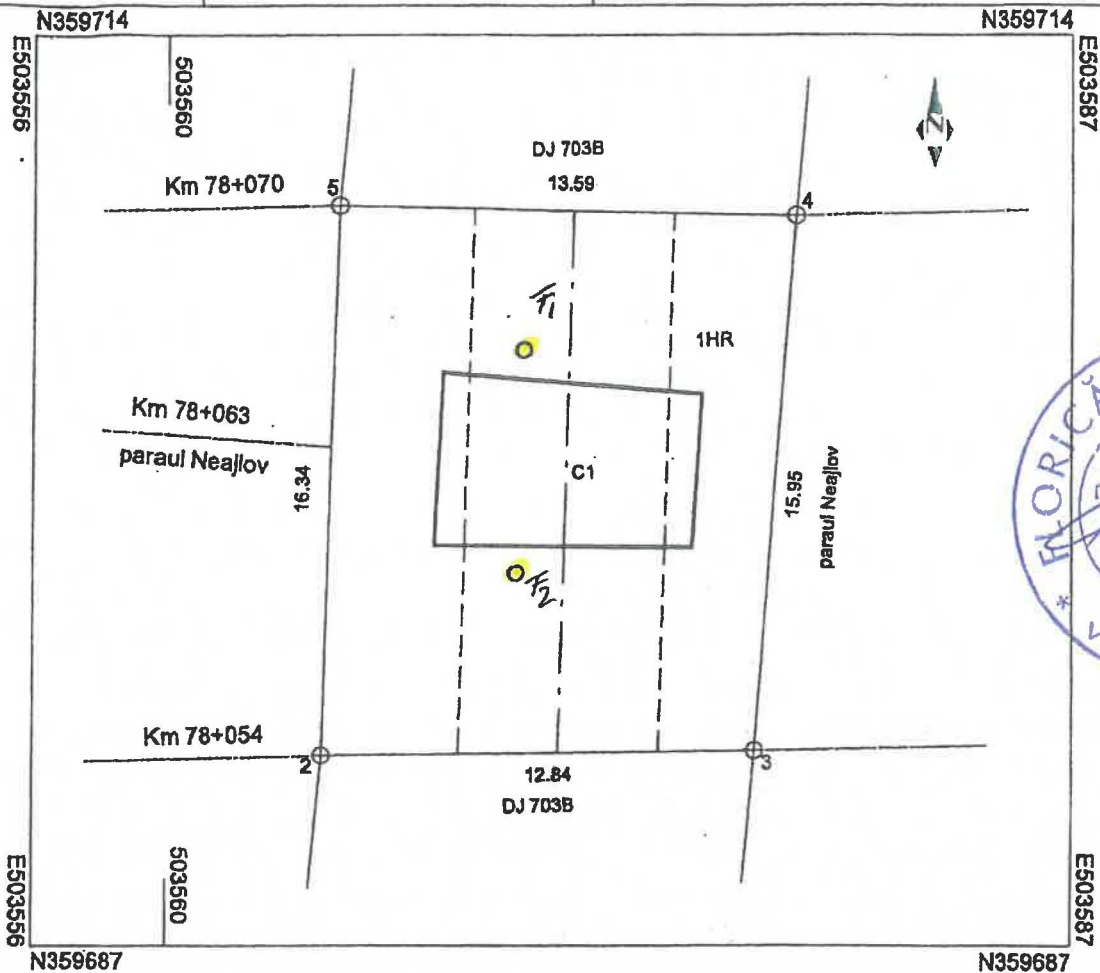 N359714
N359714
E503556
503560
E503587
N
DJ 703B
13.59
Km 78+070
5
4
F1
1HR
Km 78+063
paraul Neajlov
16.34
C1
15.95
paraul Neajlov
* FLORIC
F2
Km 78+054
2
3
12.84
DJ 703B
E503556
503560
E503587
N359687
N359687